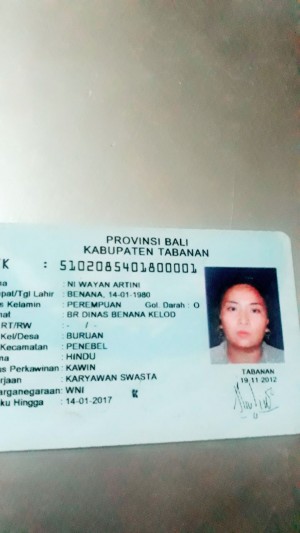 PROVINSI BALI
KABUPATEN TABANAN
K : 5102085401800001
a : NI WAYAN ARTINI
pat/Tgl Lahir : BENANA, 14-01-1980
s Kelamin : PEREMPUAN Gol. Darah : O
mat : BR DINAS BENANA KELOD
RT/RW : - / -
Kel/Desa : BURUAN
Kecamatan : PENEBEL
ma : HINDU
us Perkawinan : KAWIN
erjaan : KARYAWAN SWASTA
arganegaraan : WNI
ku Hingga : 14-01-2017
TABANAN
19-11-2012